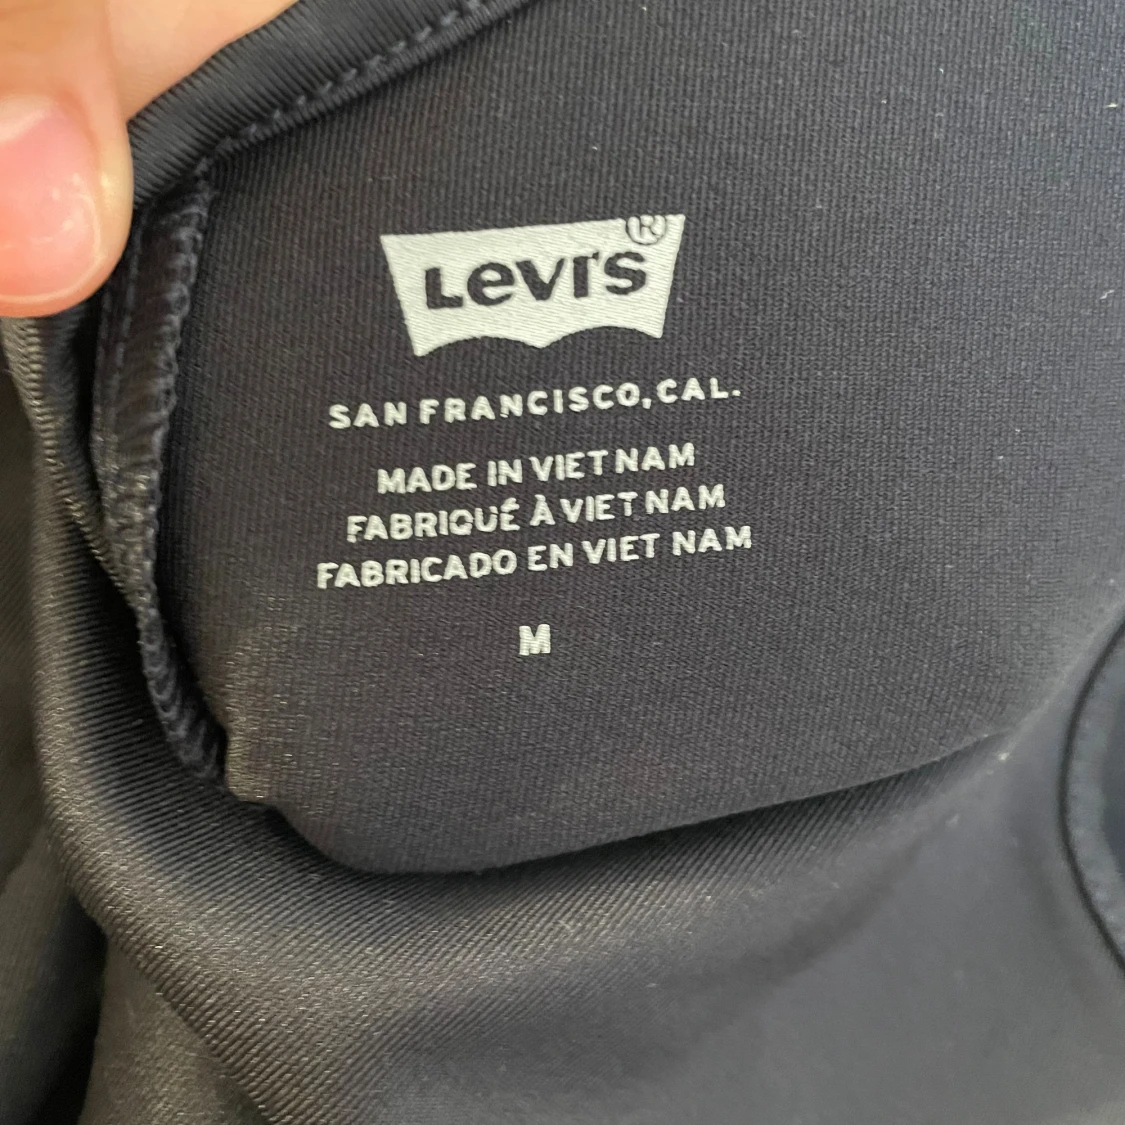 Levi's®
SAN FRANCISCO, CAL.
MADE IN VIET NAM
FABRIQUÉ À VIET NAM
FABRICADO EN VIET NAM
M